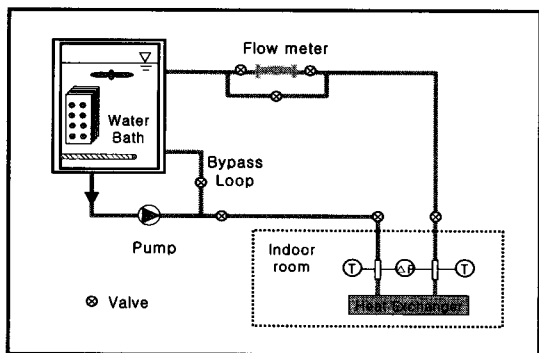 Flow meter
Water
Bath
Bypass
Loop
Pump
Indoor
room
T
ΔP
T
Heat Exchanger
Valve